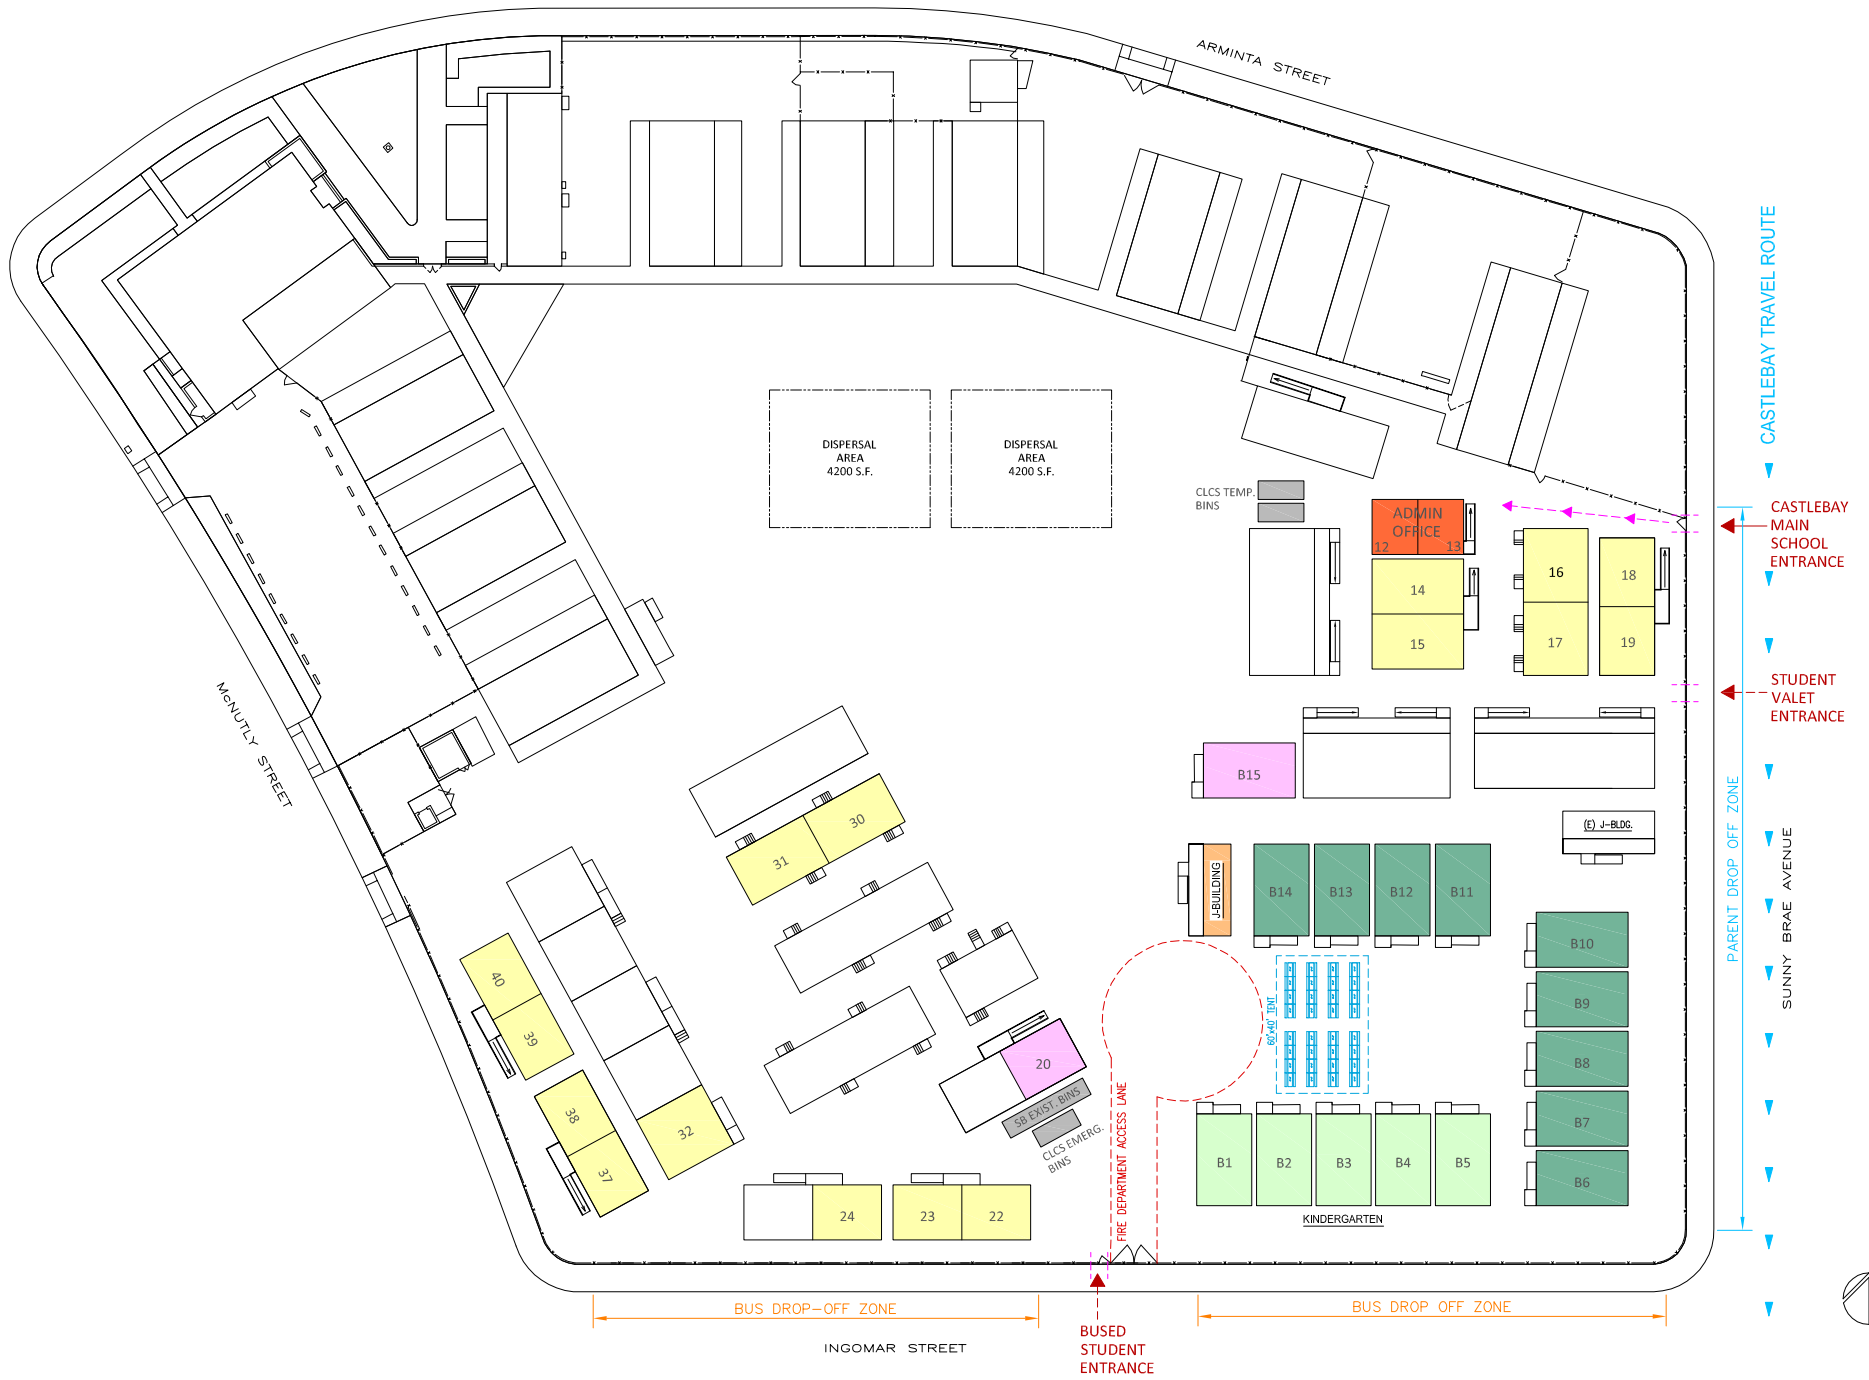 ARMINTA STREET
CASTLEBAY TRAVEL ROUTE
DISPERSAL
AREA
4200 S.F.
DISPERSAL
AREA
4200 S.F.
CLCS TEMP.
BINS
ADMIN
OFFICE
12
13
14
15
16
17
18
19
CASTLEBAY
MAIN
SCHOOL
ENTRANCE
STUDENT
VALET
ENTRANCE
McNUTLY STREET
B15
(E) J-BLDG.
PARENT DROP OFF ZONE
SUNNY BRAE AVENUE
30
31
J-BUILDING
B14
B13
B12
B11
B10
B9
B8
B7
B6
60'x40' TENT
40
39
38
37
32
20
SB EXIST. BINS
CLCS EMERG.
BINS
FIRE DEPARTMENT ACCESS LANE
B1
B2
B3
B4
B5
KINDERGARTEN
24
23
22
BUS DROP-OFF ZONE
BUS DROP OFF ZONE
INGOMAR STREET
BUSED
STUDENT
ENTRANCE